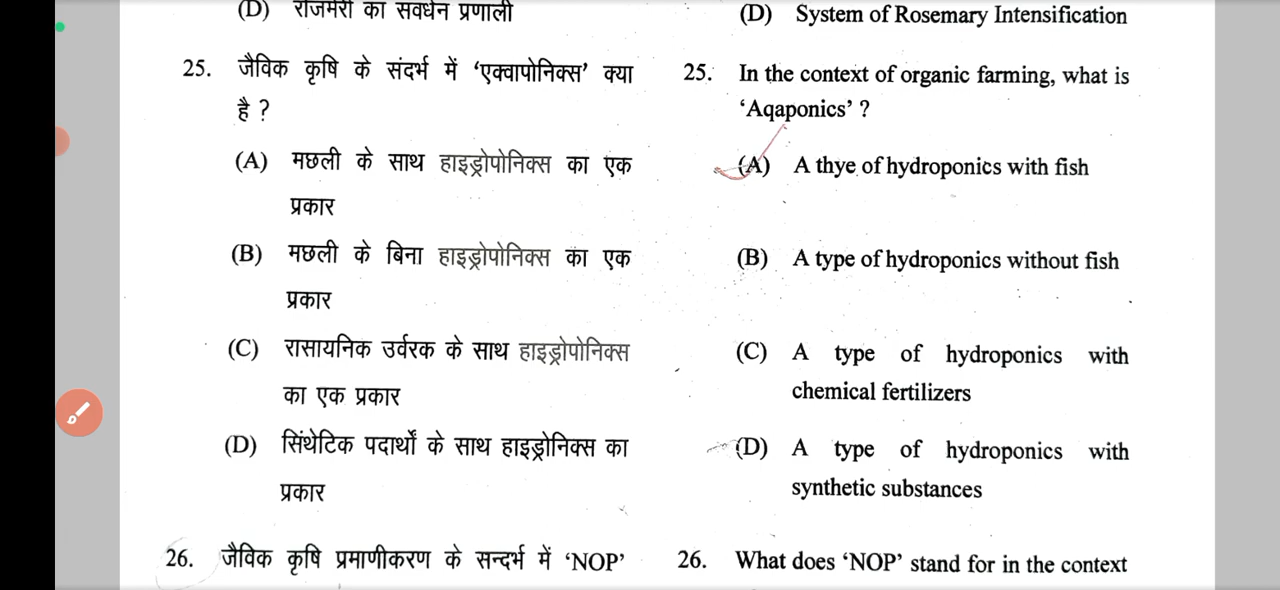 (D) रोजमेरी का संवर्धन प्रणाली
25. जैविक कृषि के संदर्भ में ‘एक्वापोनिक्स’ क्या
है ?
(A) मछली के साथ हाइड्रोपोनिक्स का एक
प्रकार
(B) मछली के बिना हाइड्रोपोनिक्स का एक
प्रकार
(C) रासायनिक उर्वरक के साथ हाइड्रोपोनिक्स
का एक प्रकार
(D) सिंथेटिक पदार्थों के साथ हाइड्रोनिक्स का
प्रकार
26. जैविक कृषि प्रमाणीकरण के सन्दर्भ में ‘NOP’
(D) System of Rosemary Intensification
25. In the context of organic farming, what is
‘Aqaponics’ ?
(A) A thye of hydroponics with fish
(B) A type of hydroponics without fish
(C) A type of hydroponics with
chemical fertilizers
(D) A type of hydroponics with
synthetic substances
26. What does ‘NOP’ stand for in the context